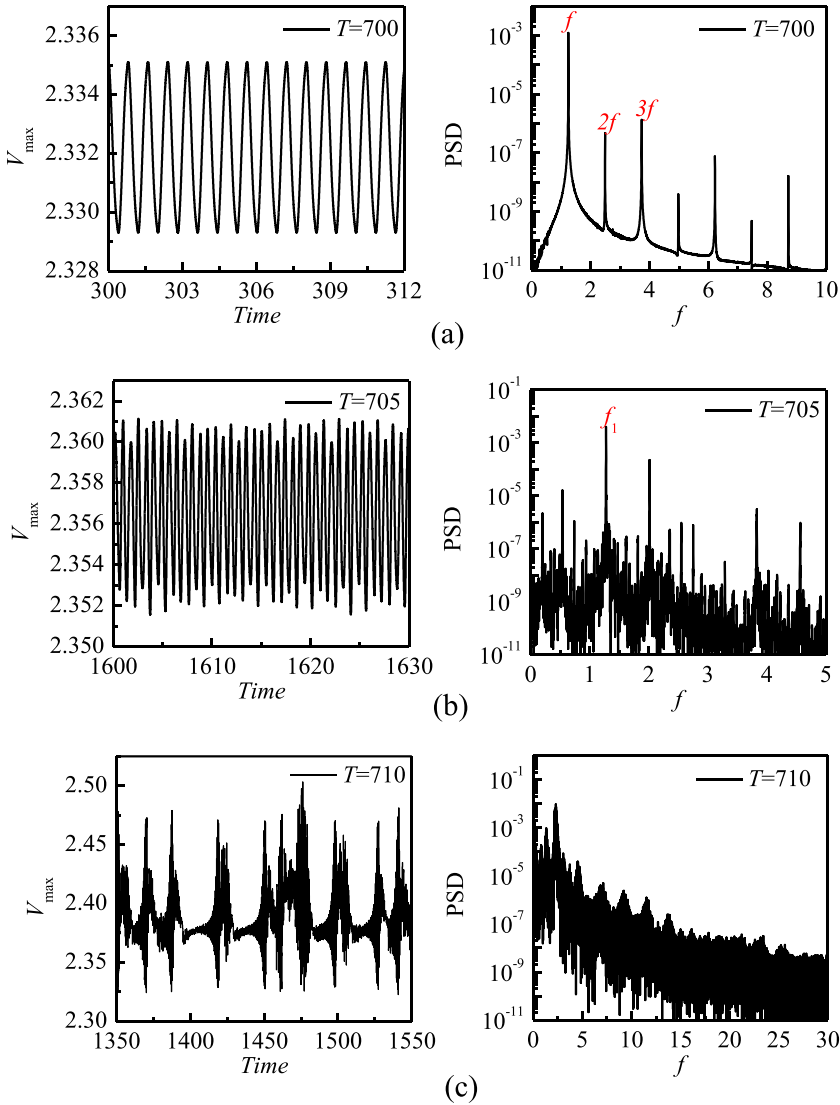 2.336
2.334
2.332
2.330
2.328
V_max
300 303 306 309 312
Time
T=700
10^-3
10^-5
10^-7
10^-9
10^-11
PSD
0 2 4 6 8 10
f
T=700
f
2f
3f
(a)
2.362
2.360
2.358
2.356
2.354
2.352
2.350
V_max
1600 1610 1620 1630
Time
T=705
10^-1
10^-3
10^-5
10^-7
10^-9
10^-11
PSD
0 1 2 3 4 5
f
T=705
f_1
(b)
2.50
2.45
2.40
2.35
2.30
V_max
1350 1400 1450 1500 1550
Time
T=710
10^-1
10^-3
10^-5
10^-7
10^-9
10^-11
PSD
0 5 10 15 20 25 30
f
T=710
(c)